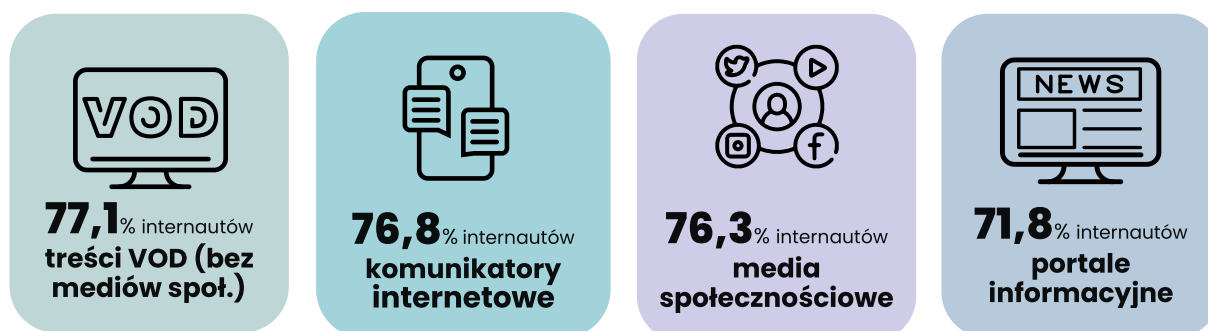 VOD
77,1% internautów
treści VOD (bez
mediów społ.)
76,8% internautów
komunikatory
internetowe
76,3% internautów
media
społecznościowe
NEWS
71,8% internautów
portale
informacyjne